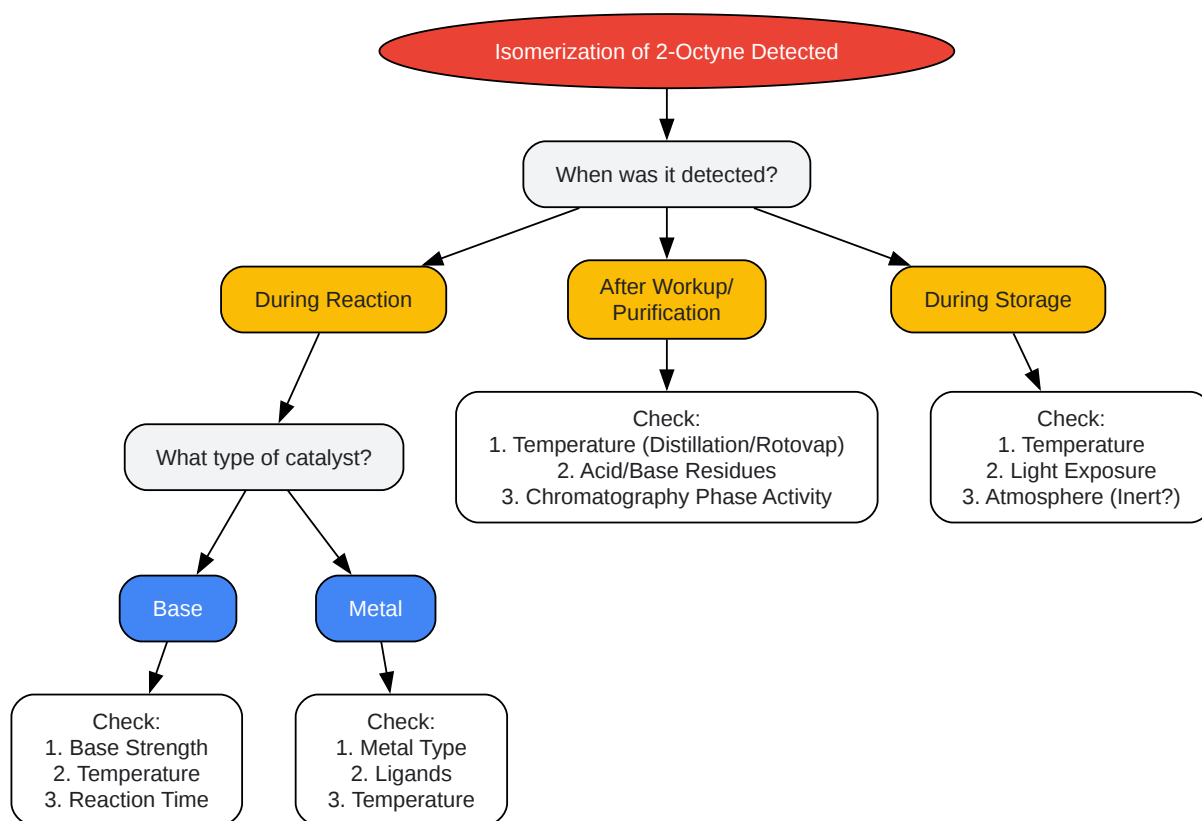 Isomerization of 2-Octyne Detected
When was it detected?
During Reaction
After Workup/
Purification
During Storage
Check:
1. Temperature (Distillation/Rotovap)
2. Acid/Base Residues
3. Chromatography Phase Activity
Check:
1. Temperature
2. Light Exposure
3. Atmosphere (Inert?)
What type of catalyst?
Base
Metal
Check:
1. Base Strength
2. Temperature
3. Reaction Time
Check:
1. Metal Type
2. Ligands
3. Temperature